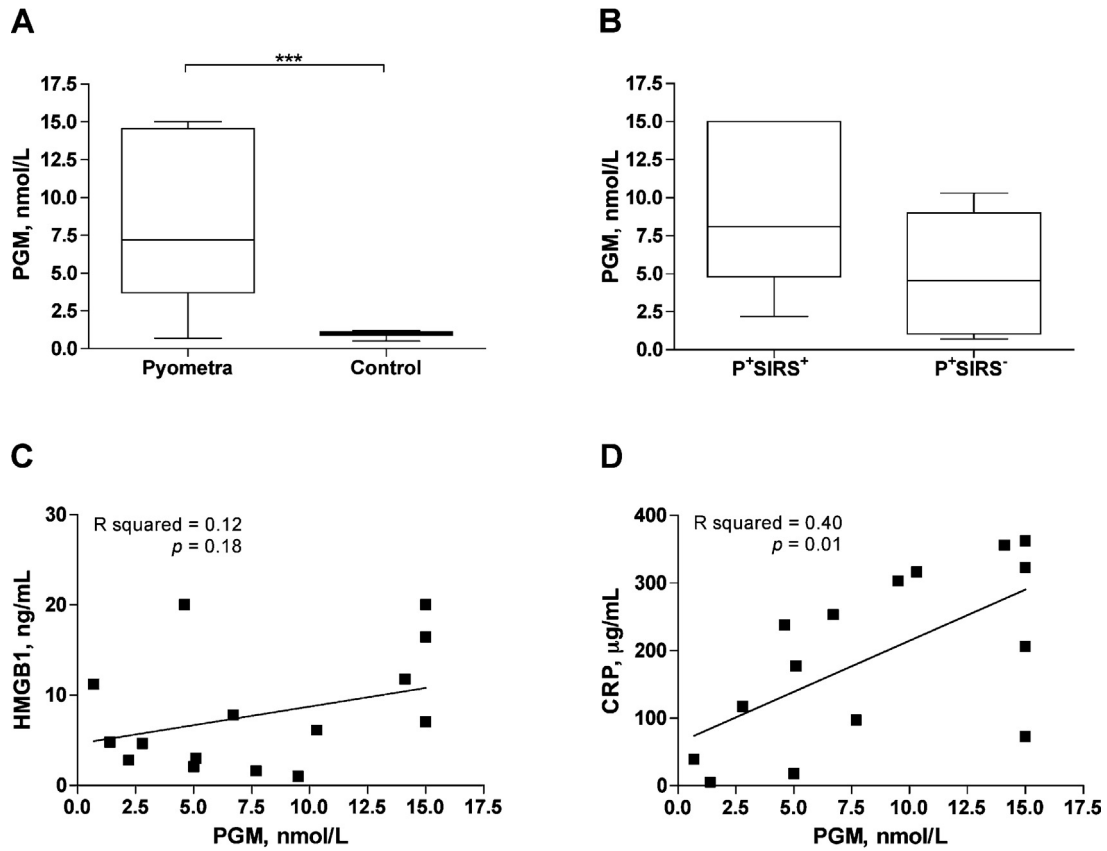 A
***
17.5
15.0
12.5
10.0
7.5
5.0
2.5
0.0
PGM, nmol/L
Pyometra
Control
B
17.5
15.0
12.5
10.0
7.5
5.0
2.5
0.0
PGM, nmol/L
P⁺SIRS⁺
P⁺SIRS⁻
C
R squared = 0.12
p = 0.18
30
20
10
0
HMGB1, ng/mL
0.0 2.5 5.0 7.5 10.0 12.5 15.0 17.5
PGM, nmol/L
D
R squared = 0.40
p = 0.01
400
300
200
100
0
CRP, µg/mL
0.0 2.5 5.0 7.5 10.0 12.5 15.0 17.5
PGM, nmol/L